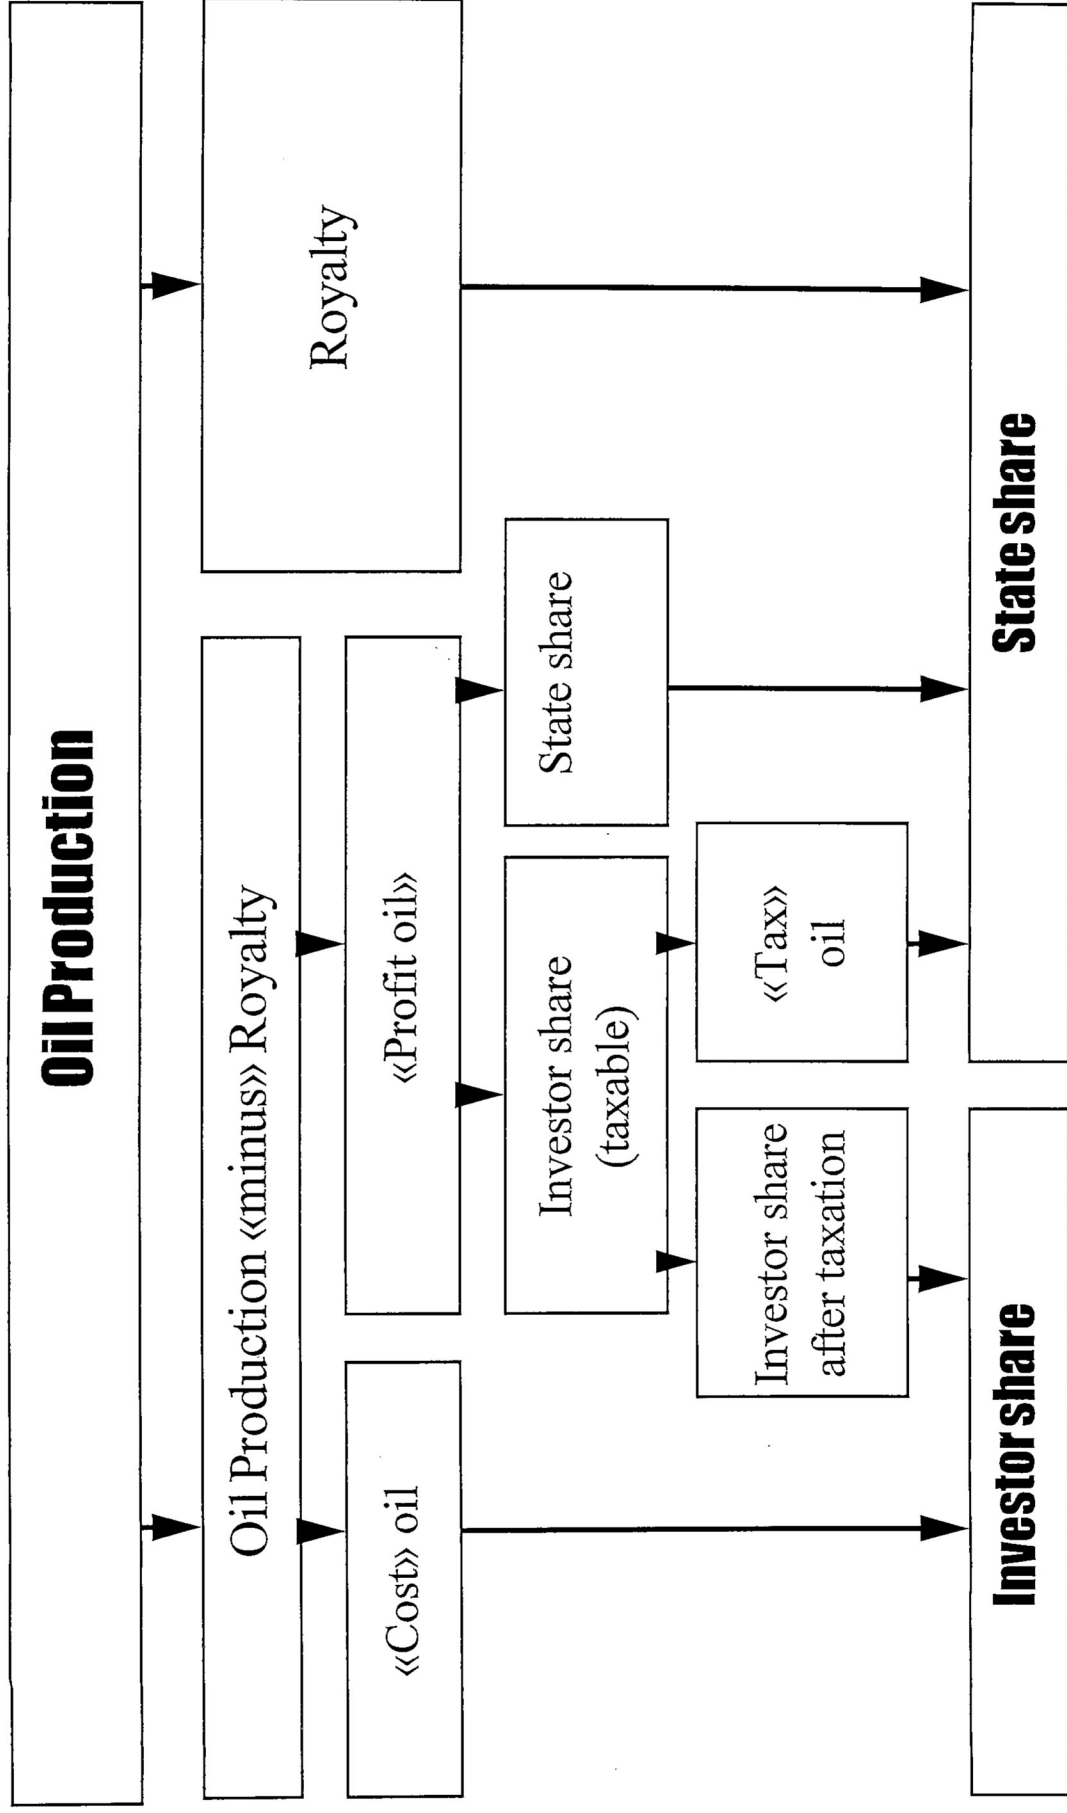 Oil Production
Oil Production «minus» Royalty
Royalty
«Cost» oil
«Profit oil»
Investor share
(taxable)
State share
Investor share
after taxation
«Tax»
oil
Investor share
State share